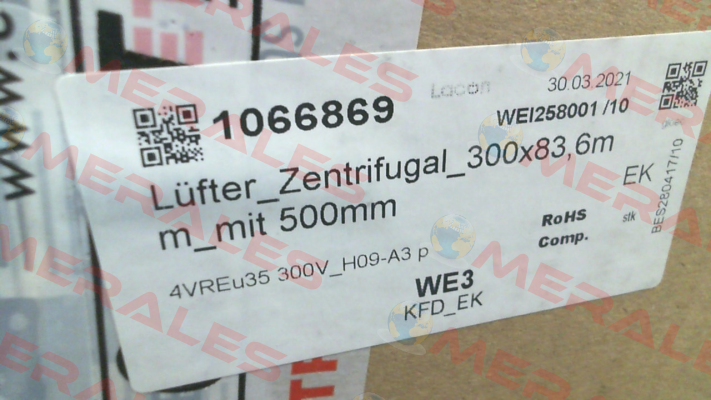 Lacon
30.03.2021
1066869
WEI258001 /10
Lüfter_Zentrifugal_300x83,6m
m_mit 500mm
EK
stk
BES280417/10
RoHS
Comp.
4VREu35 300V_H09-A3 p
WE3
KFD_EK
MERALES